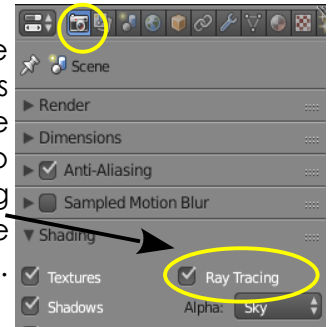 Scene
Render
Dimensions
Anti-Aliasing
Sampled Motion Blur
Shading
Textures Ray Tracing
Shadows Alpha: Sky